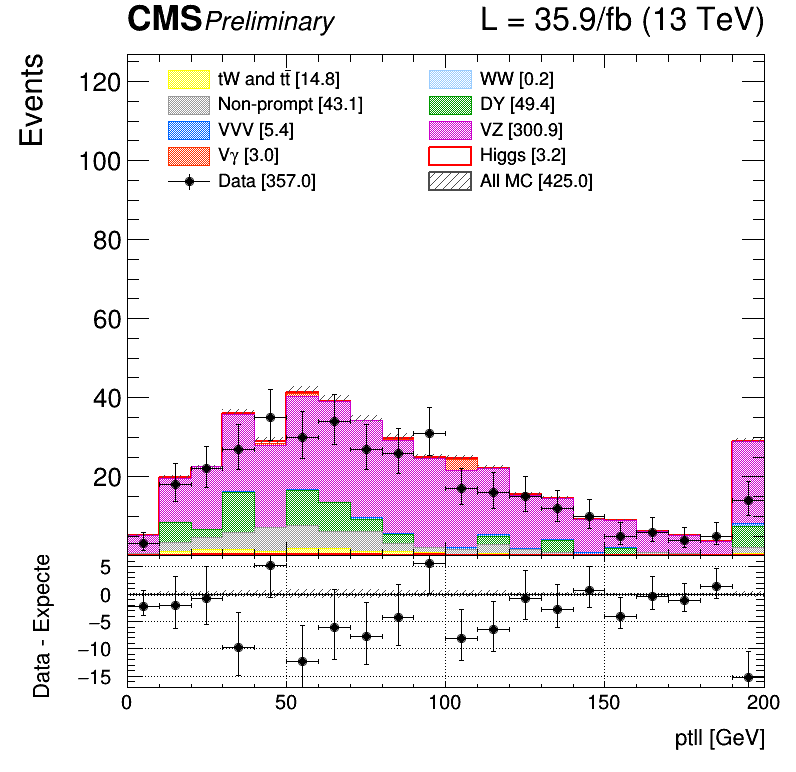 CMS Preliminary L = 35.9/fb (13 TeV)
Events
120
100
80
60
40
20
tW and tt̄ [14.8]
Non-prompt [43.1]
VVV [5.4]
Vγ [3.0]
Data [357.0]
WW [0.2]
DY [49.4]
VZ [300.9]
Higgs [3.2]
All MC [425.0]
Data - Expecte
5
0
−5
−10
−15
0 50 100 150 200
ptll [GeV]